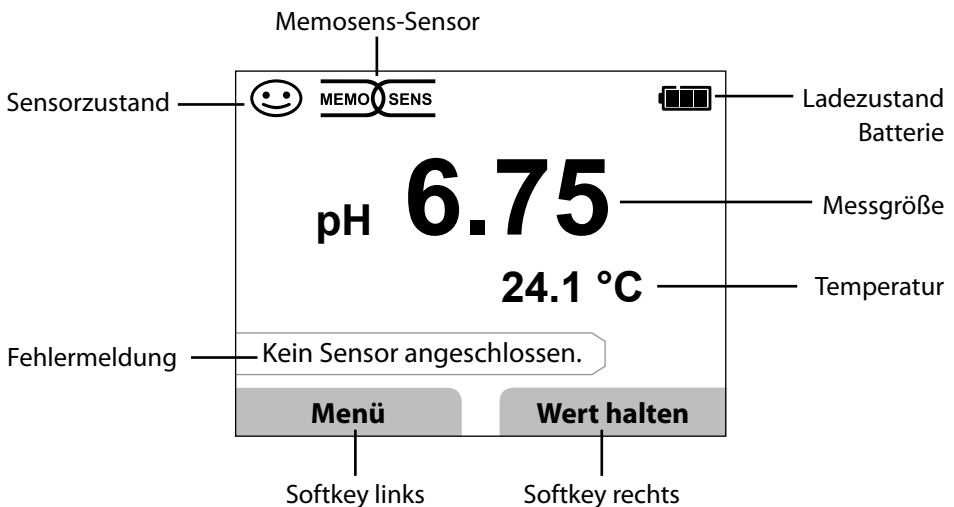 Memosens-Sensor
Sensorzustand
MEMO SENS
Ladezustand
Batterie
pH 6.75
Messgröße
24.1 °C
Temperatur
Fehlermeldung
Kein Sensor angeschlossen.
Menü
Wert halten
Softkey links
Softkey rechts